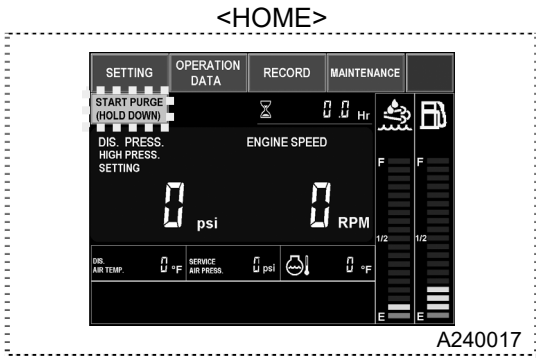 <HOME>
SETTING
OPERATION
DATA
RECORD
MAINTENANCE
START PURGE
(HOLD DOWN)
0.0 Hr
DIS. PRESS.
HIGH PRESS.
SETTING
ENGINE SPEED
0 psi
0 RPM
F
F
1/2
1/2
DIS.
AIR TEMP.
0 °F
SERVICE
AIR PRESS.
0 psi
0 °F
E
E
A240017